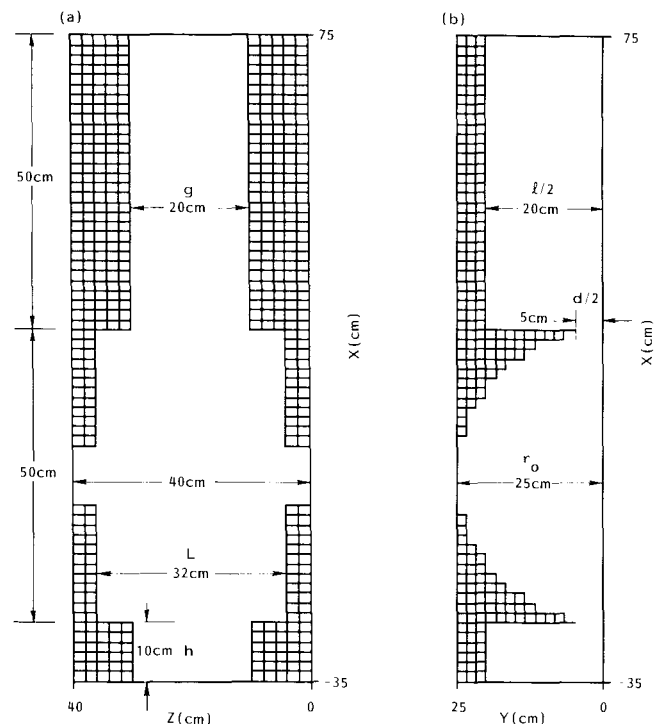 (a)
75
50cm
g
20cm
X(cm)
50cm
40cm
L
32cm
10cm h
-35
40
Z(cm)
0
(b)
75
ℓ/2
20cm
d/2
5cm
X(cm)
r₀
25cm
-35
25
Y(cm)
0